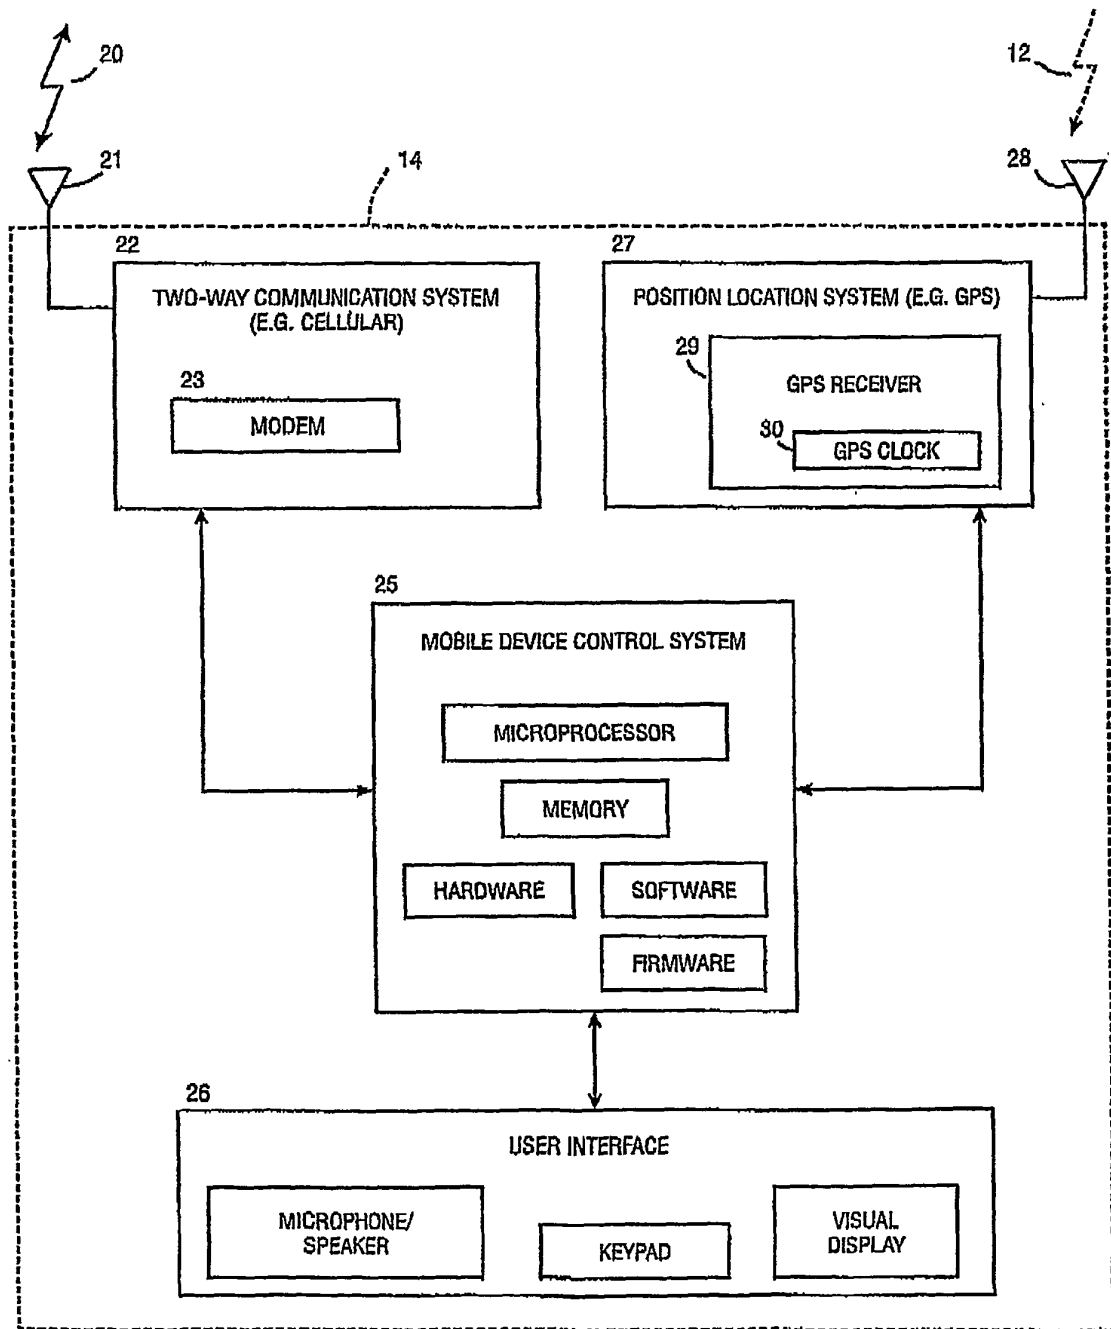 20
12
21
14
28
22
27
TWO-WAY COMMUNICATION SYSTEM
(E.G. CELLULAR)
23
MODEM
POSITION LOCATION SYSTEM (E.G. GPS)
29
GPS RECEIVER
30
GPS CLOCK
25
MOBILE DEVICE CONTROL SYSTEM
MICROPROCESSOR
MEMORY
HARDWARE
SOFTWARE
FIRMWARE
26
USER INTERFACE
MICROPHONE/
SPEAKER
KEYPAD
VISUAL
DISPLAY